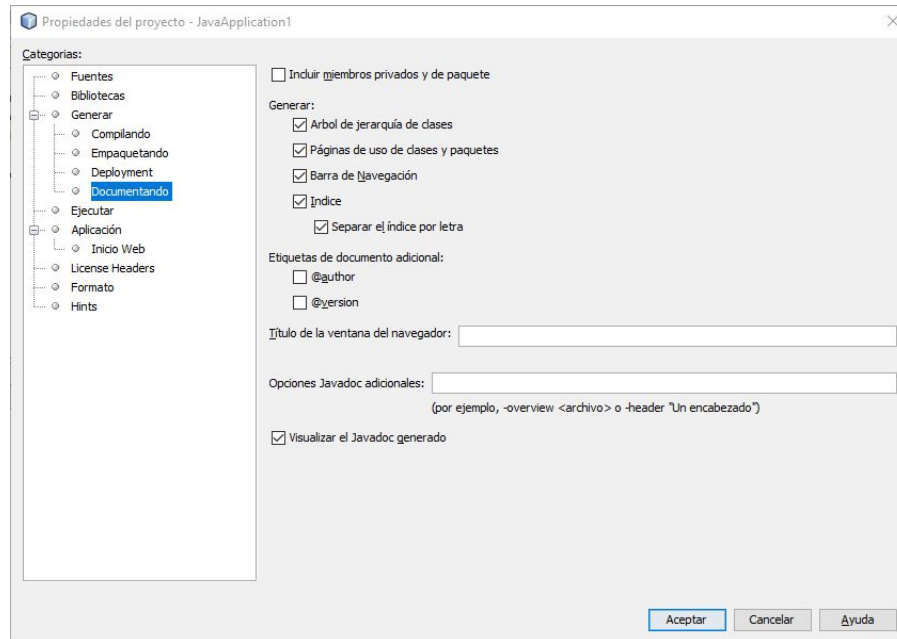 Propiedades del proyecto - JavaApplication1
Categorias:
Fuentes
Bibliotecas
Generar
Compilando
Empaquetando
Deployment
Documentando
Ejecutar
Aplicación
Inicio Web
License Headers
Formato
Hints
Incluir miembros privados y de paquete
Generar:
Arbol de jerarquía de clases
Páginas de uso de clases y paquetes
Barra de Navegación
Indice
Separar el índice por letra
Etiquetas de documento adicional:
@author
@version
Título de la ventana del navegador:
Opciones Javadoc adicionales:
(por ejemplo, -overview <archivo> o -header "Un encabezado")
Visualizar el Javadoc generado
Aceptar Cancelar Ayuda